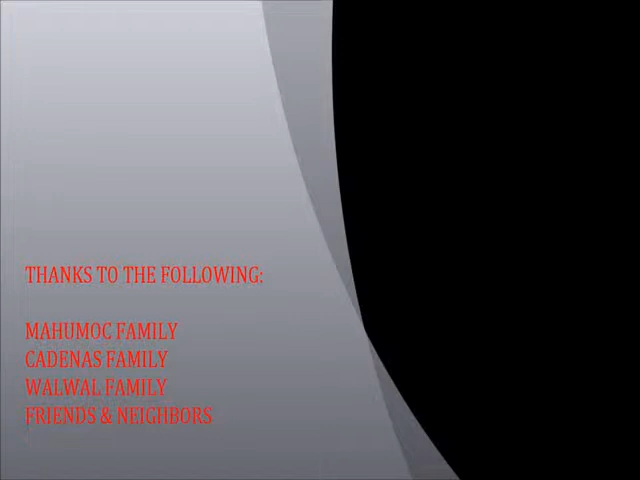 THANKS TO THE FOLLOWING:
MAHUMOC FAMILY
CADENAS FAMILY
WALWAL FAMILY
FRIENDS & NEIGHBORS